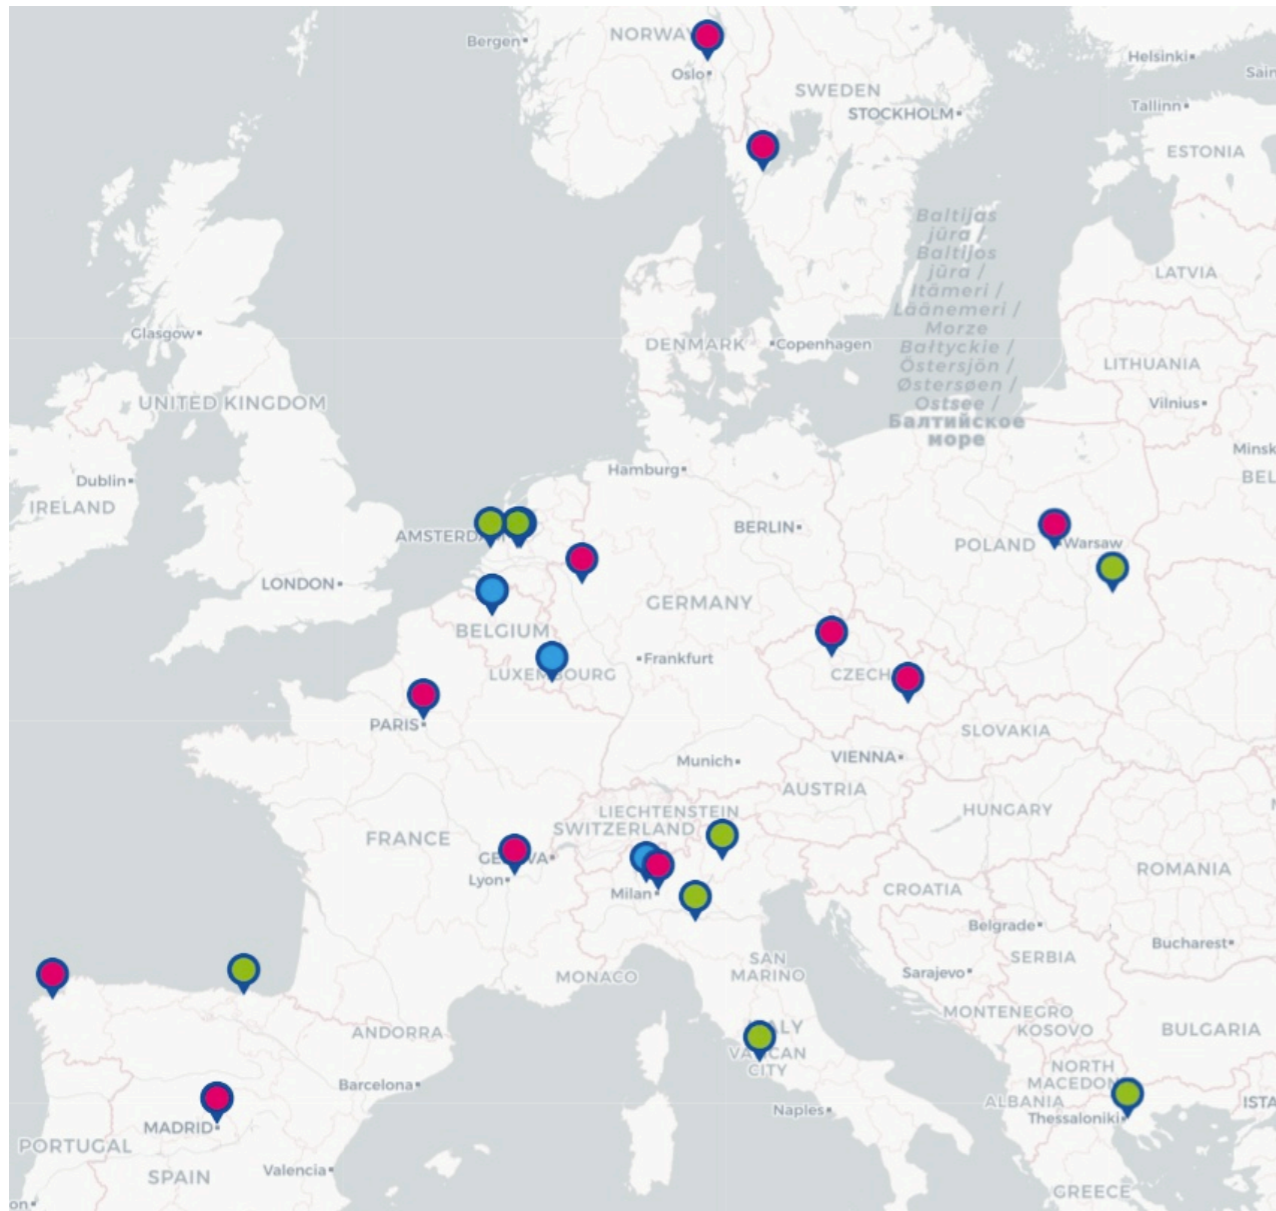 NORWAY
Bergen
Helsinki
Oslo
SWEDEN
STOCKHOLM
Tallinn
ESTONIA
Baltijas
jūra /
Baltijos
jūra /
Itämeri /
Läänemeri /
Morze
Bałtyckie /
Östersjön /
Østersøen /
Ostsee /
Балтийское
море
LATVIA
Glasgow
DENMARK
Copenhagen
LITHUANIA
UNITED KINGDOM
Vilnius
Minsk
BEL
Hamburg
Dublin
IRELAND
AMSTERDA
BERLIN
POLAND
Warsaw
LONDON
GERMANY
BELGIUM
Frankfurt
LUXEMBOURG
CZECH
PARIS
SLOVAKIA
Munich
VIENNA
AUSTRIA
LIECHTENSTEIN
HUNGARY
SWITZERLAND
FRANCE
GENEVA
Lyon
Milan
ROMANIA
CROATIA
Belgrade
Bucharest
SAN
MARINO
SERBIA
Sarajevo
MONACO
MONTENEGRO
KOSOVO
BULGARIA
ANDORRA
ITALY
VATICAN
CITY
NORTH
MACEDON
Barcelona
ALBANIA
ISTA
Naples
Thessaloniki
MADRID
PORTUGAL
SPAIN
Valencia
GREECE
on